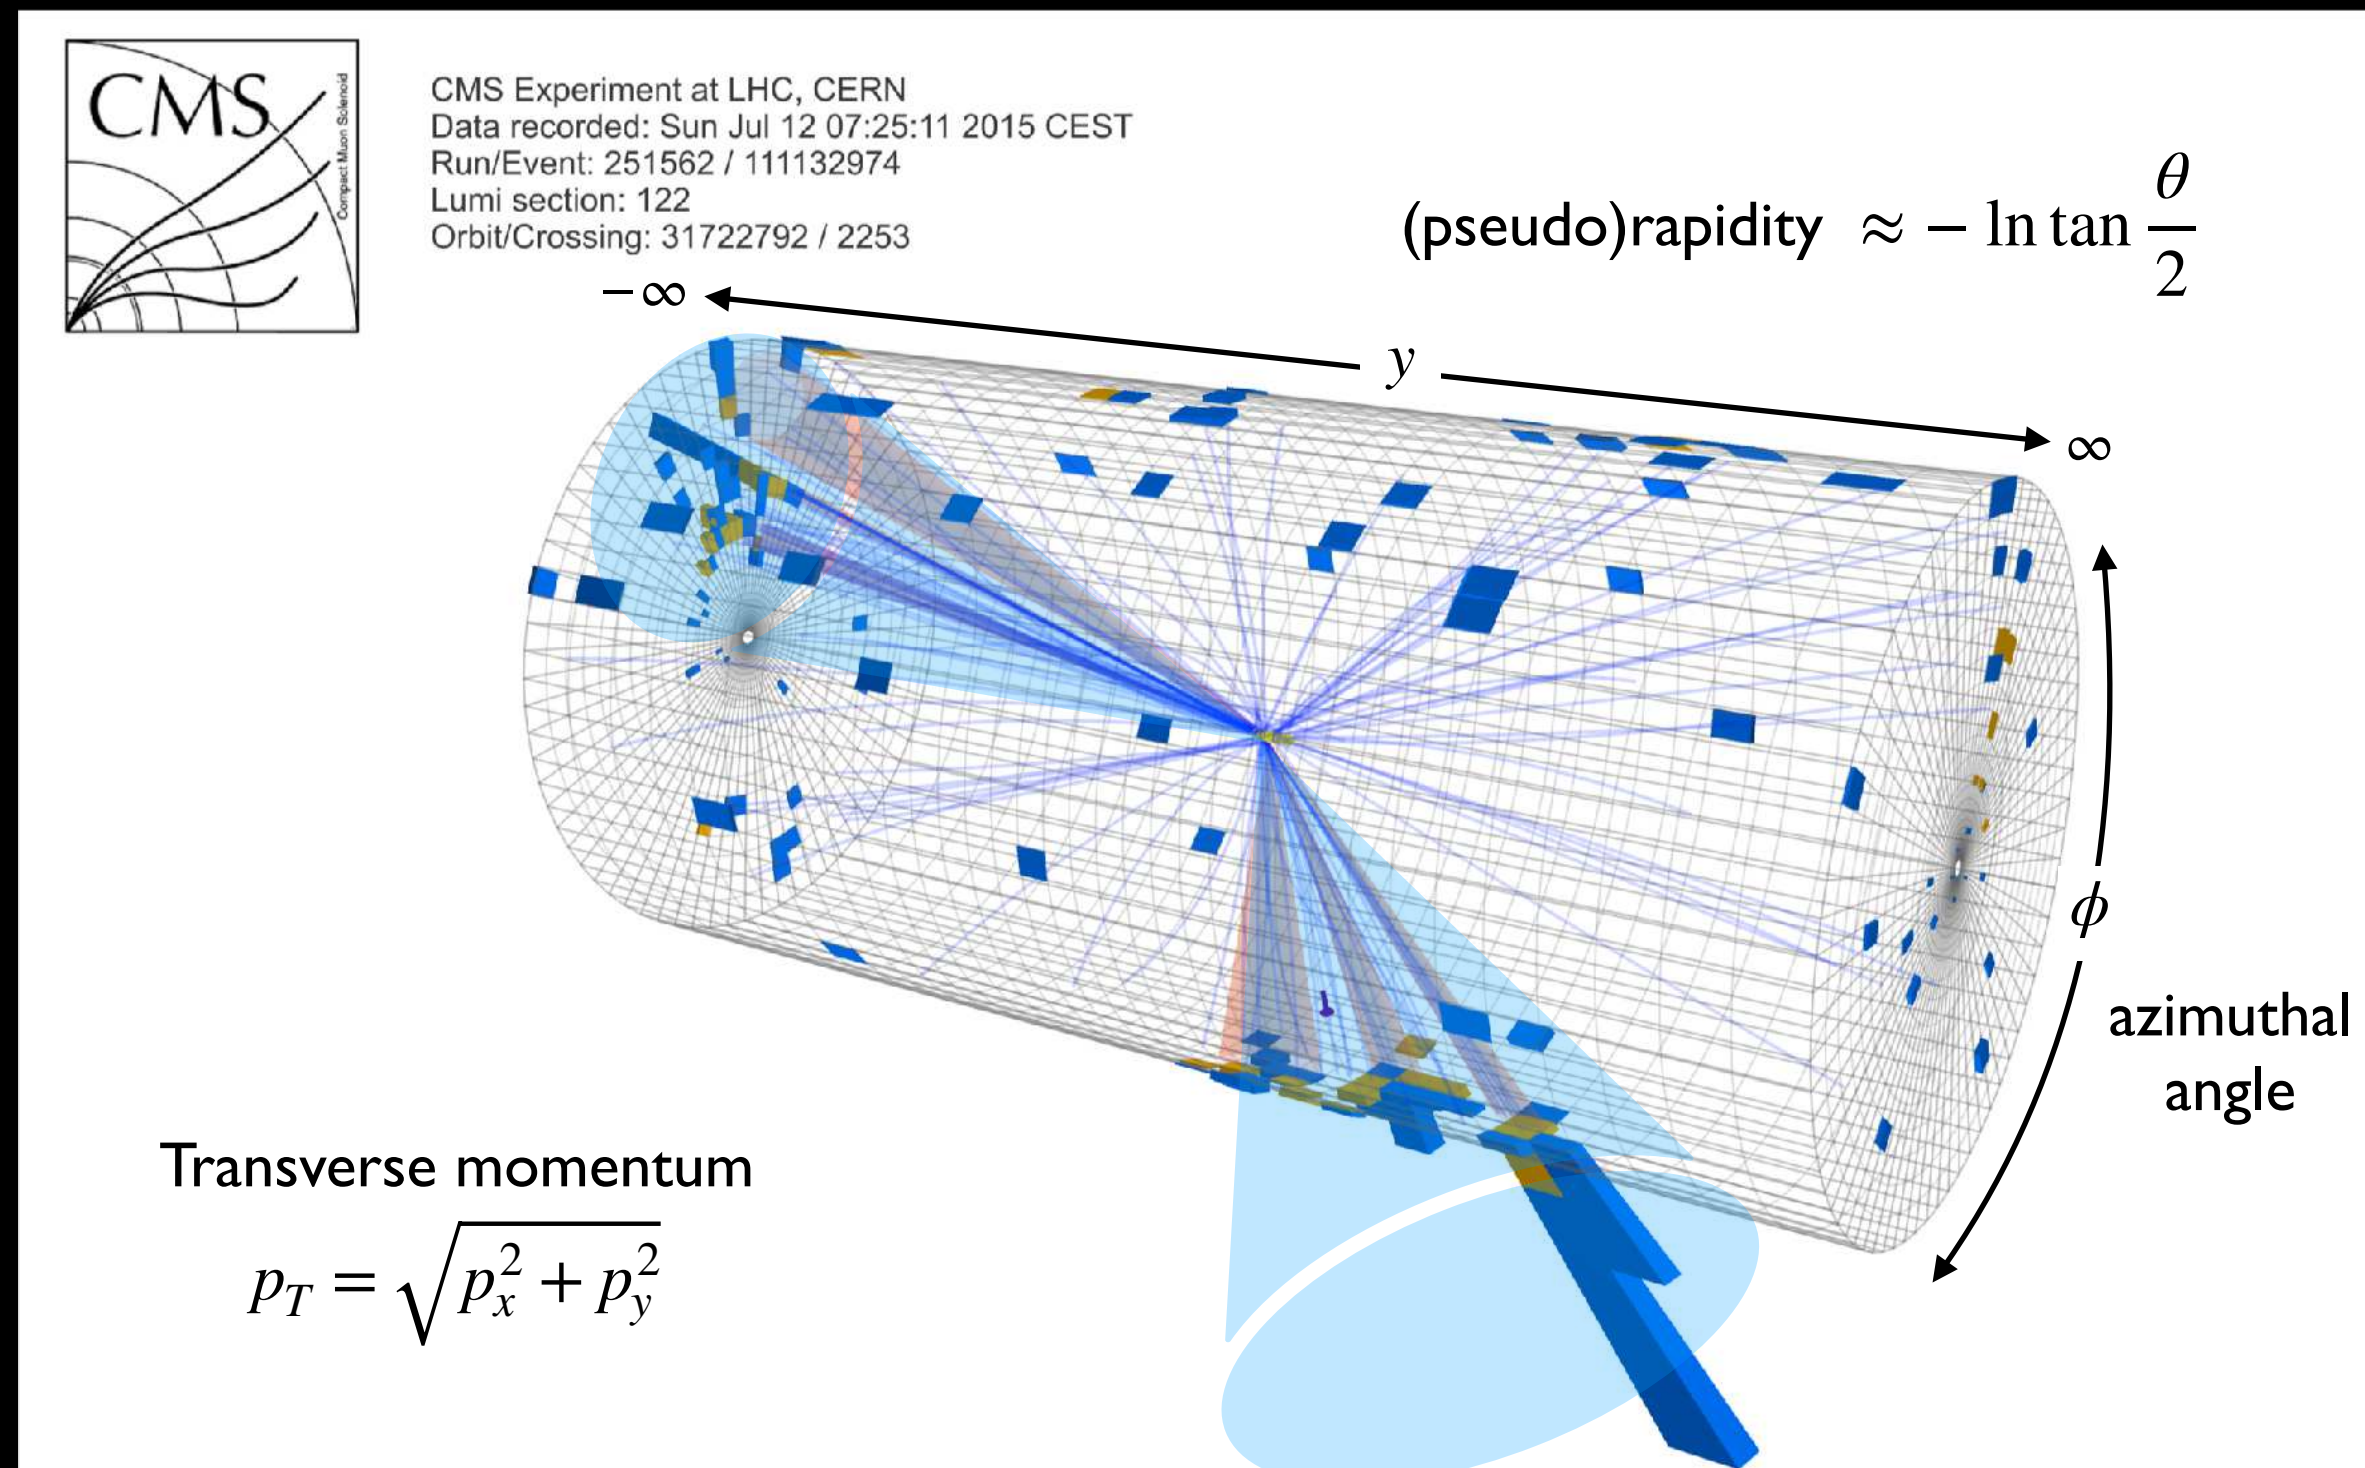 CMS
Compact Muon Solenoid
CMS Experiment at LHC, CERN
Data recorded: Sun Jul 12 07:25:11 2015 CEST
Run/Event: 251562 / 111132974
Lumi section: 122
Orbit/Crossing: 31722792 / 2253
(pseudo)rapidity ≈ − ln tan θ/2
−∞
y
∞
ϕ
azimuthal
angle
Transverse momentum
p_T = √(p_x^2 + p_y^2)